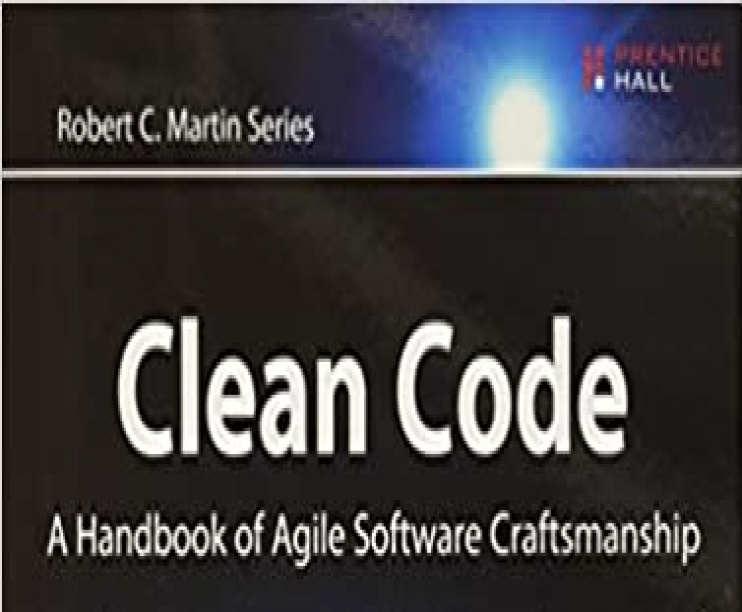 PRENTICE
HALL
Robert C. Martin Series
Clean Code
A Handbook of Agile Software Craftsmanship